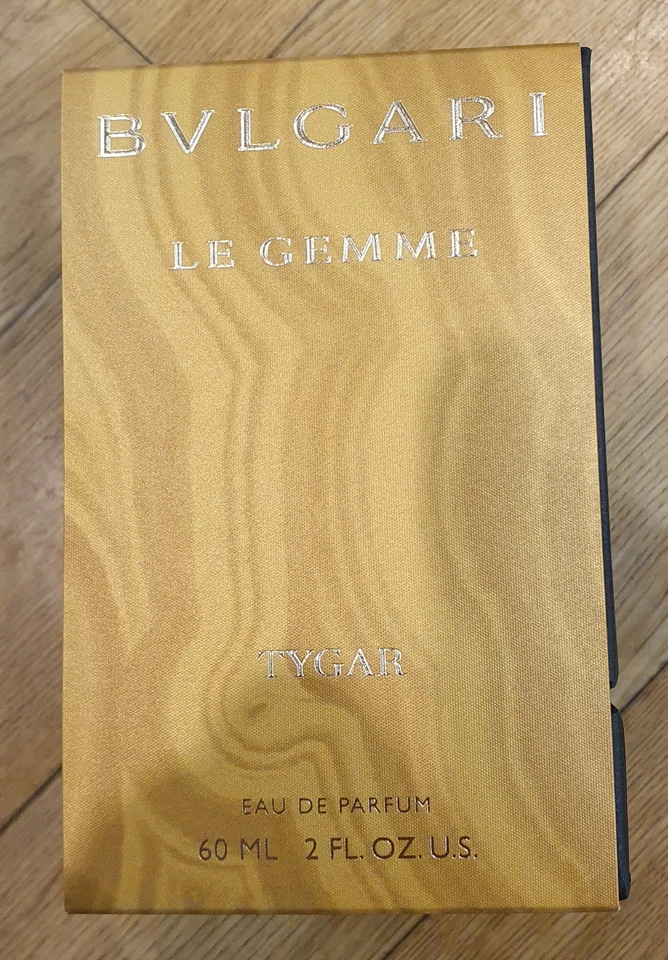 BVLGARI
LE GEMME
TYGAR
EAU DE PARFUM
60 ML 2 FL. OZ. U.S.